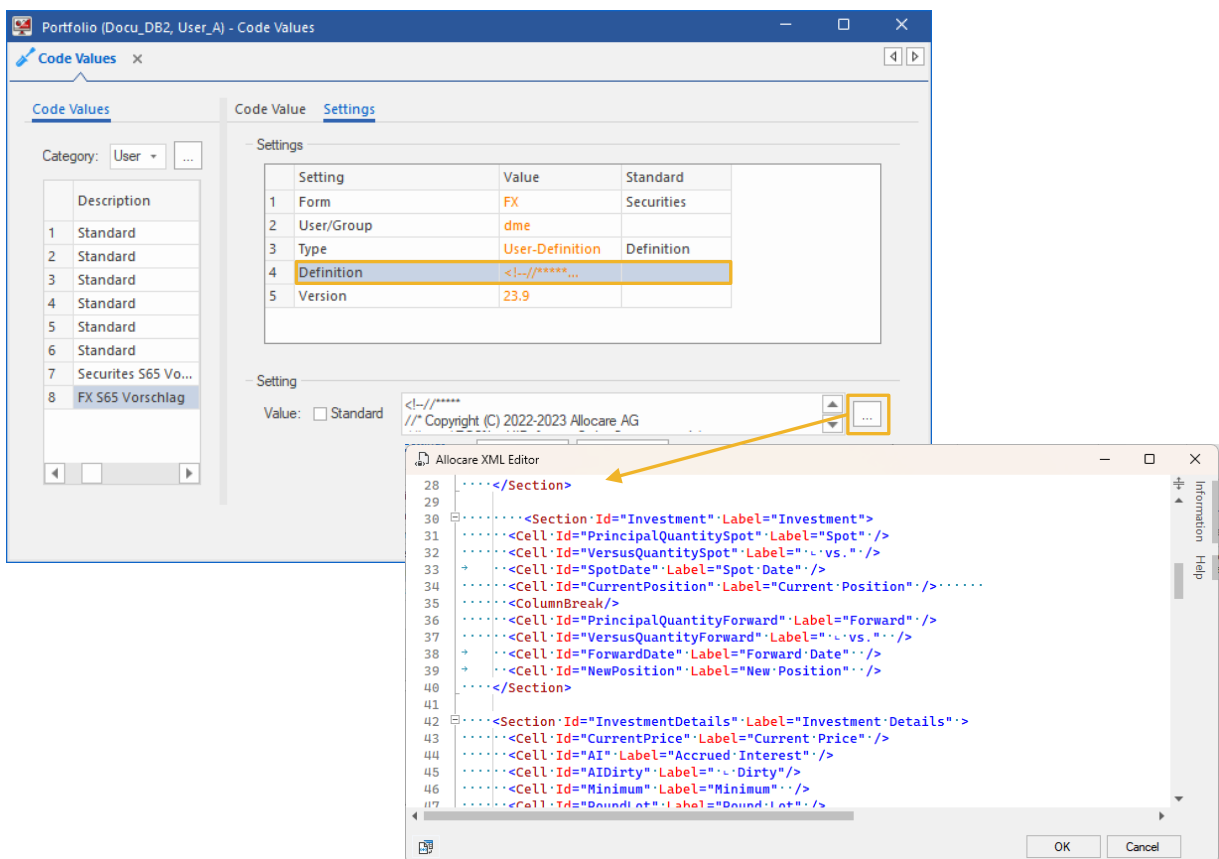 Portfolio (Docu_DB2, User_A) - Code Values
Code Values
Code Values
Category: User ...
Description
1 Standard
2 Standard
3 Standard
4 Standard
5 Standard
6 Standard
7 Securites S65 Vo...
8 FX S65 Vorschlag
Code Value Settings
Settings
Setting Value Standard
1 Form FX Securities
2 User/Group dme
3 Type User-Definition Definition
4 Definition <!--//*****...
5 Version 23.9
Setting
Value: Standard
<!--//*****
//* Copyright (C) 2022-2023 Allocare AG
...
Allocare XML Editor
28 ····</Section>
29
30 ········<Section·Id="Investment"·Label="Investment">
31 ······<Cell·Id="PrincipalQuantitySpot"·Label="Spot"·/>
32 ······<Cell·Id="VersusQuantitySpot"·Label="·˪·vs."·/>
33 → ··<Cell·Id="SpotDate"·Label="Spot·Date"·/>
34 ······<Cell·Id="CurrentPosition"·Label="Current·Position"·/>······
35 ······<ColumnBreak/>
36 ······<Cell·Id="PrincipalQuantityForward"·Label="Forward"·/>
37 ······<Cell·Id="VersusQuantityForward"·Label="·˪·vs."··/>
38 → ··<Cell·Id="ForwardDate"·Label="Forward·Date"··/>
39 → ··<Cell·Id="NewPosition"·Label="New·Position"··/>
40 ····</Section>
41
42 ····<Section·Id="InvestmentDetails"·Label="Investment·Details"·>
43 ······<Cell·Id="CurrentPrice"·Label="Current·Price"·/>
44 ······<Cell·Id="AI"·Label="Accrued·Interest"·/>
45 ······<Cell·Id="AIDirty"·Label="·˪·Dirty"/>
46 ······<Cell·Id="Minimum"·Label="Minimum"··/>
47 ······<Cell·Id="RoundLot"·Label="Round·Lot"·/>
Information
Help
OK Cancel